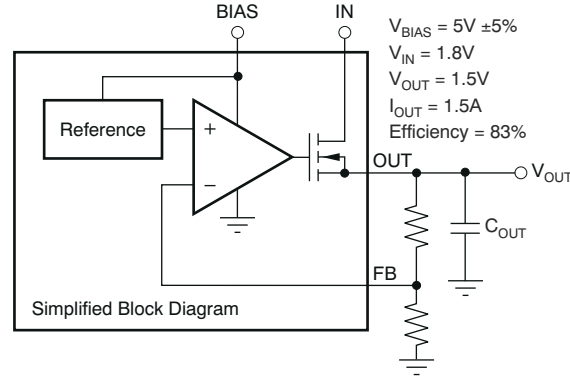 BIAS
IN
V_BIAS = 5V ±5%
V_IN = 1.8V
V_OUT = 1.5V
I_OUT = 1.5A
Efficiency = 83%
Reference
+
−
OUT
V_OUT
C_OUT
FB
Simplified Block Diagram